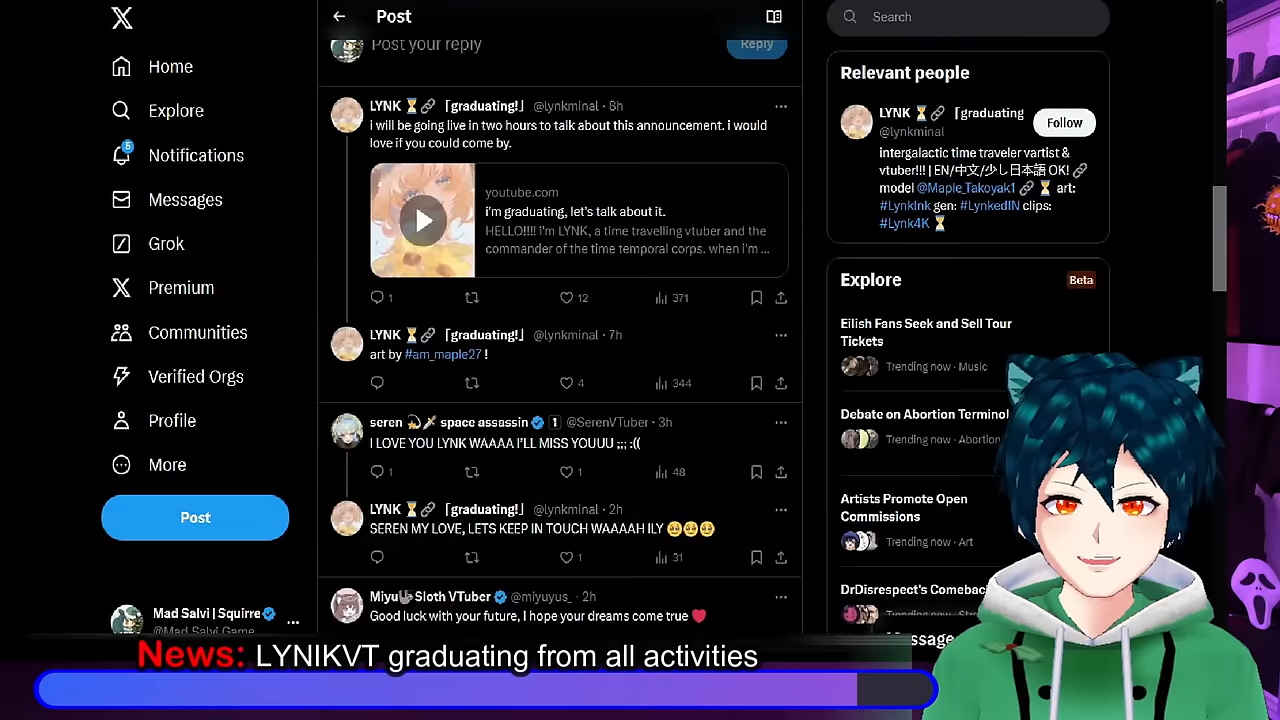 Home
Explore
5
Notifications
Messages
Grok
Premium
Communities
Verified Orgs
Profile
More
Post
Mad Salvi | Squirre
@Mad_Salvi_Game
Post
Post your reply
Reply
LYNK ⏳🔗 「graduating!」 @lynkminal · 8h
i will be going live in two hours to talk about this announcement. i would
love if you could come by.
youtube.com
i'm graduating, let's talk about it.
HELLO!!!! i'm LYNK, a time travelling vtuber and the
commander of the time temporal corps. when i'm ...
1 12 371
LYNK ⏳🔗 「graduating!」 @lynkminal · 7h
art by #am_maple27 !
4 344
seren 💫🗡 space assassin 1 @SerenVTuber · 3h
I LOVE YOU LYNK WAAAA I'LL MISS YOUUU ;;; :((
1 1 48
LYNK ⏳🔗 「graduating!」 @lynkminal · 2h
SEREN MY LOVE, LETS KEEP IN TOUCH WAAAAH ILY 🥹🥹🥹
1 31
Miyu🦥Sloth VTuber @miyuyus_ · 2h
Good luck with your future, I hope your dreams come true ❤
Search
Relevant people
LYNK ⏳🔗 「graduating
@lynkminal
Follow
intergalactic time traveler vartist &
vtuber!!! | EN/中文/少し日本語 OK! 🔗
model @Maple_Takoyak1 🔗 ⏳ art:
#LynkInk gen: #LynkedIN clips:
#Lynk4K ⏳
Explore
Beta
Eilish Fans Seek and Sell Tour
Tickets
Trending now · Music
Debate on Abortion Terminol
Trending now · Abortion
Artists Promote Open
Commissions
Trending now · Art
DrDisrespect's Comeback
Trending now · Stre
Message
News: LYNIKVT graduating from all activities